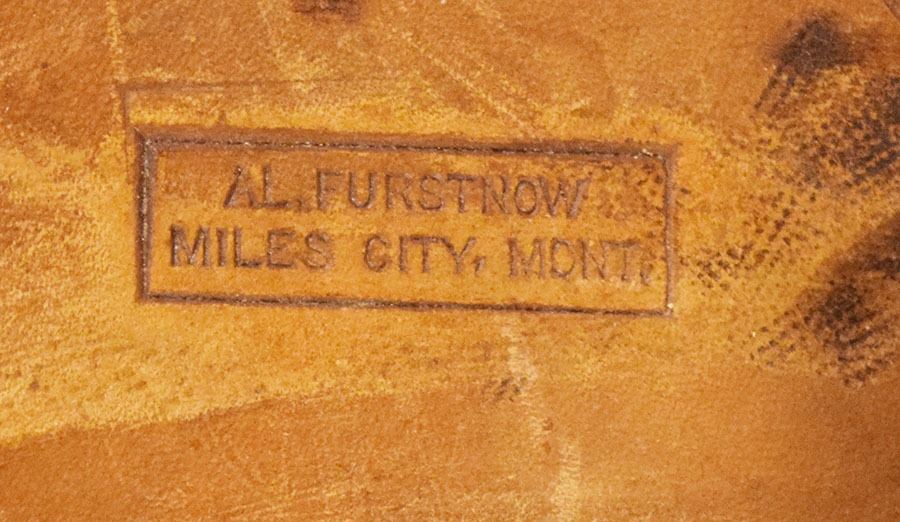 AL. FURSTNOW
MILES CITY, MONT.